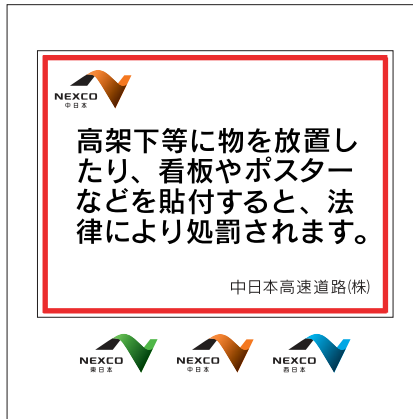 NEXCO
中日本
高架下等に物を放置し
たり、看板やポスター
などを貼付すると、法
律により処罰されます。
中日本高速道路(株)
NEXCO
東日本
NEXCO
中日本
NEXCO
西日本